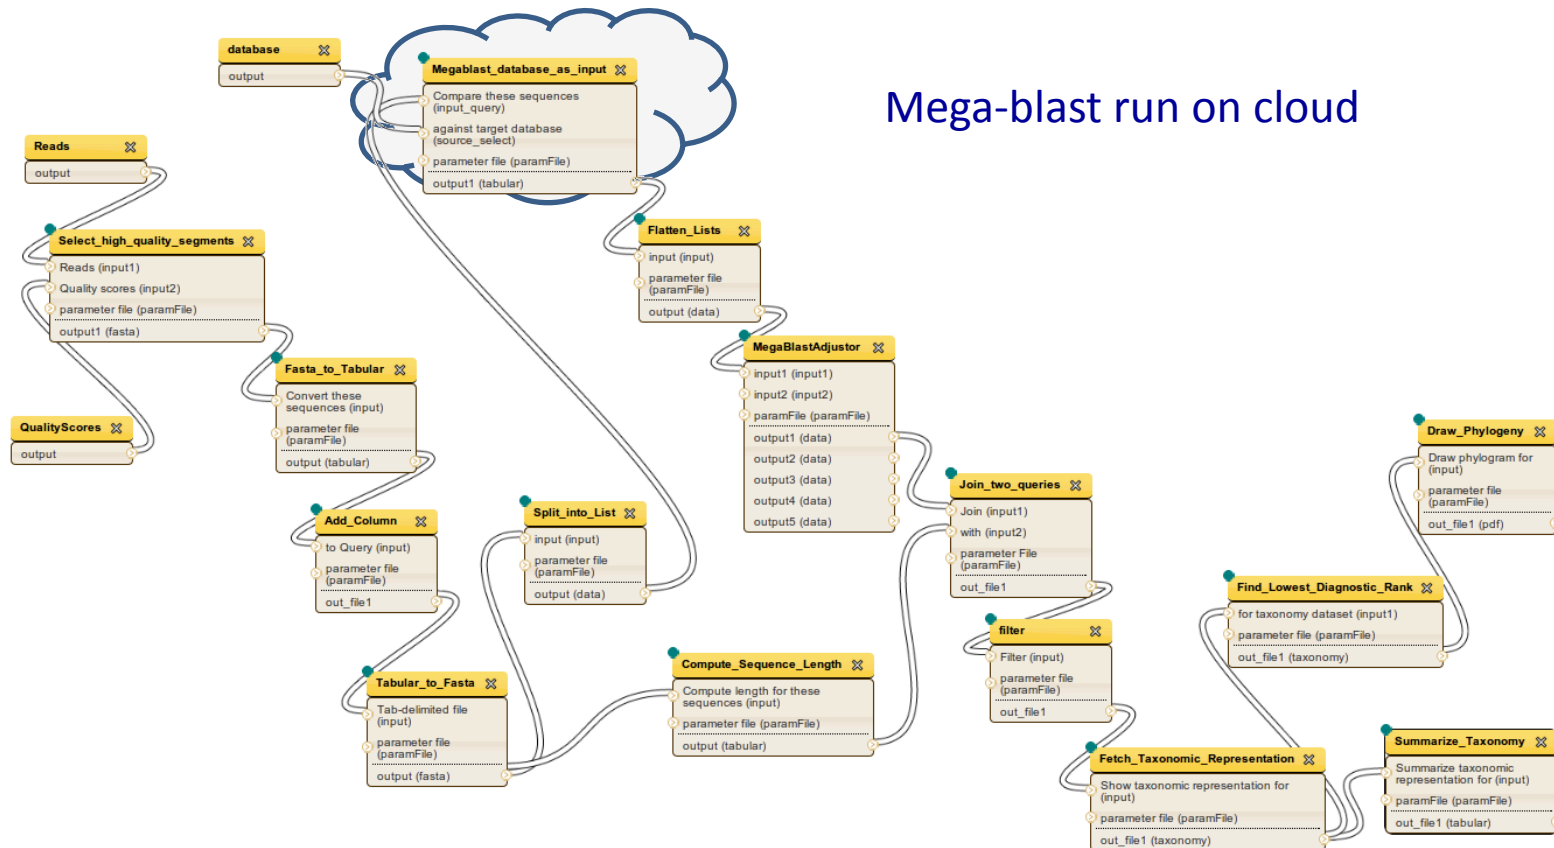 Mega-blast run on cloud
database
output
Megablast_database_as_input
Compare these sequences
(input_query)
against target database
(source_select)
parameter file (paramFile)
output1 (tabular)
Reads
output
Select_high_quality_segments
Reads (input1)
Quality scores (input2)
parameter file (paramFile)
output1 (fasta)
QualityScores
output
Fasta_to_Tabular
Convert these
sequences (input)
parameter file
(paramFile)
output (tabular)
Add_Column
to Query (input)
parameter file
(paramFile)
out_file1
Tabular_to_Fasta
Tab-delimited file
(input)
parameter file
(paramFile)
output (fasta)
Split_into_List
input (input)
parameter file
(paramFile)
output (data)
Compute_Sequence_Length
Compute length for these
sequences (input)
parameter file (paramFile)
output (tabular)
Flatten_Lists
input (input)
parameter file
(paramFile)
output (data)
MegaBlastAdjustor
input1 (input1)
input2 (input2)
paramFile (paramFile)
output1 (data)
output2 (data)
output3 (data)
output4 (data)
output5 (data)
Join_two_queries
Join (input1)
with (input2)
parameter File
(paramFile)
out_file1
filter
Filter (input)
parameter file
(paramFile)
out_file1
Fetch_Taxonomic_Representation
Show taxonomic representation for
(input)
parameter file (paramFile)
out_file1 (taxonomy)
Find_Lowest_Diagnostic_Rank
for taxonomy dataset (input1)
parameter file (paramFile)
out_file1 (taxonomy)
Draw_Phylogeny
Draw phylogram for
(input)
parameter file
(paramFile)
out_file1 (pdf)
Summarize_Taxonomy
Summarize taxonomic
representation for (input)
paramFile (paramFile)
out_file1 (tabular)